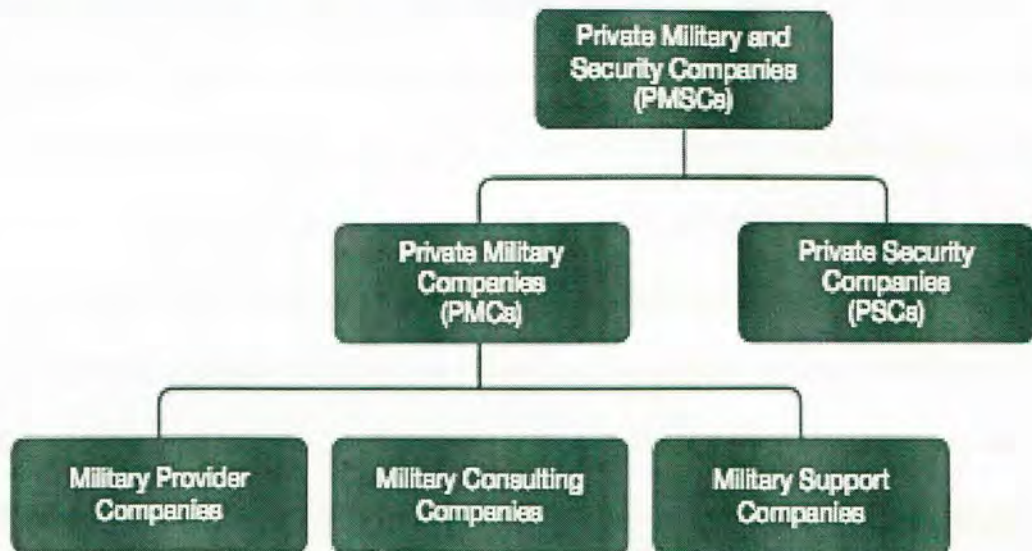 Private Military and
Security Companies
(PMSCs)
Private Military
Companies
(PMCs)
Private Security
Companies
(PSCs)
Military Provider
Companies
Military Consulting
Companies
Military Support
Companies